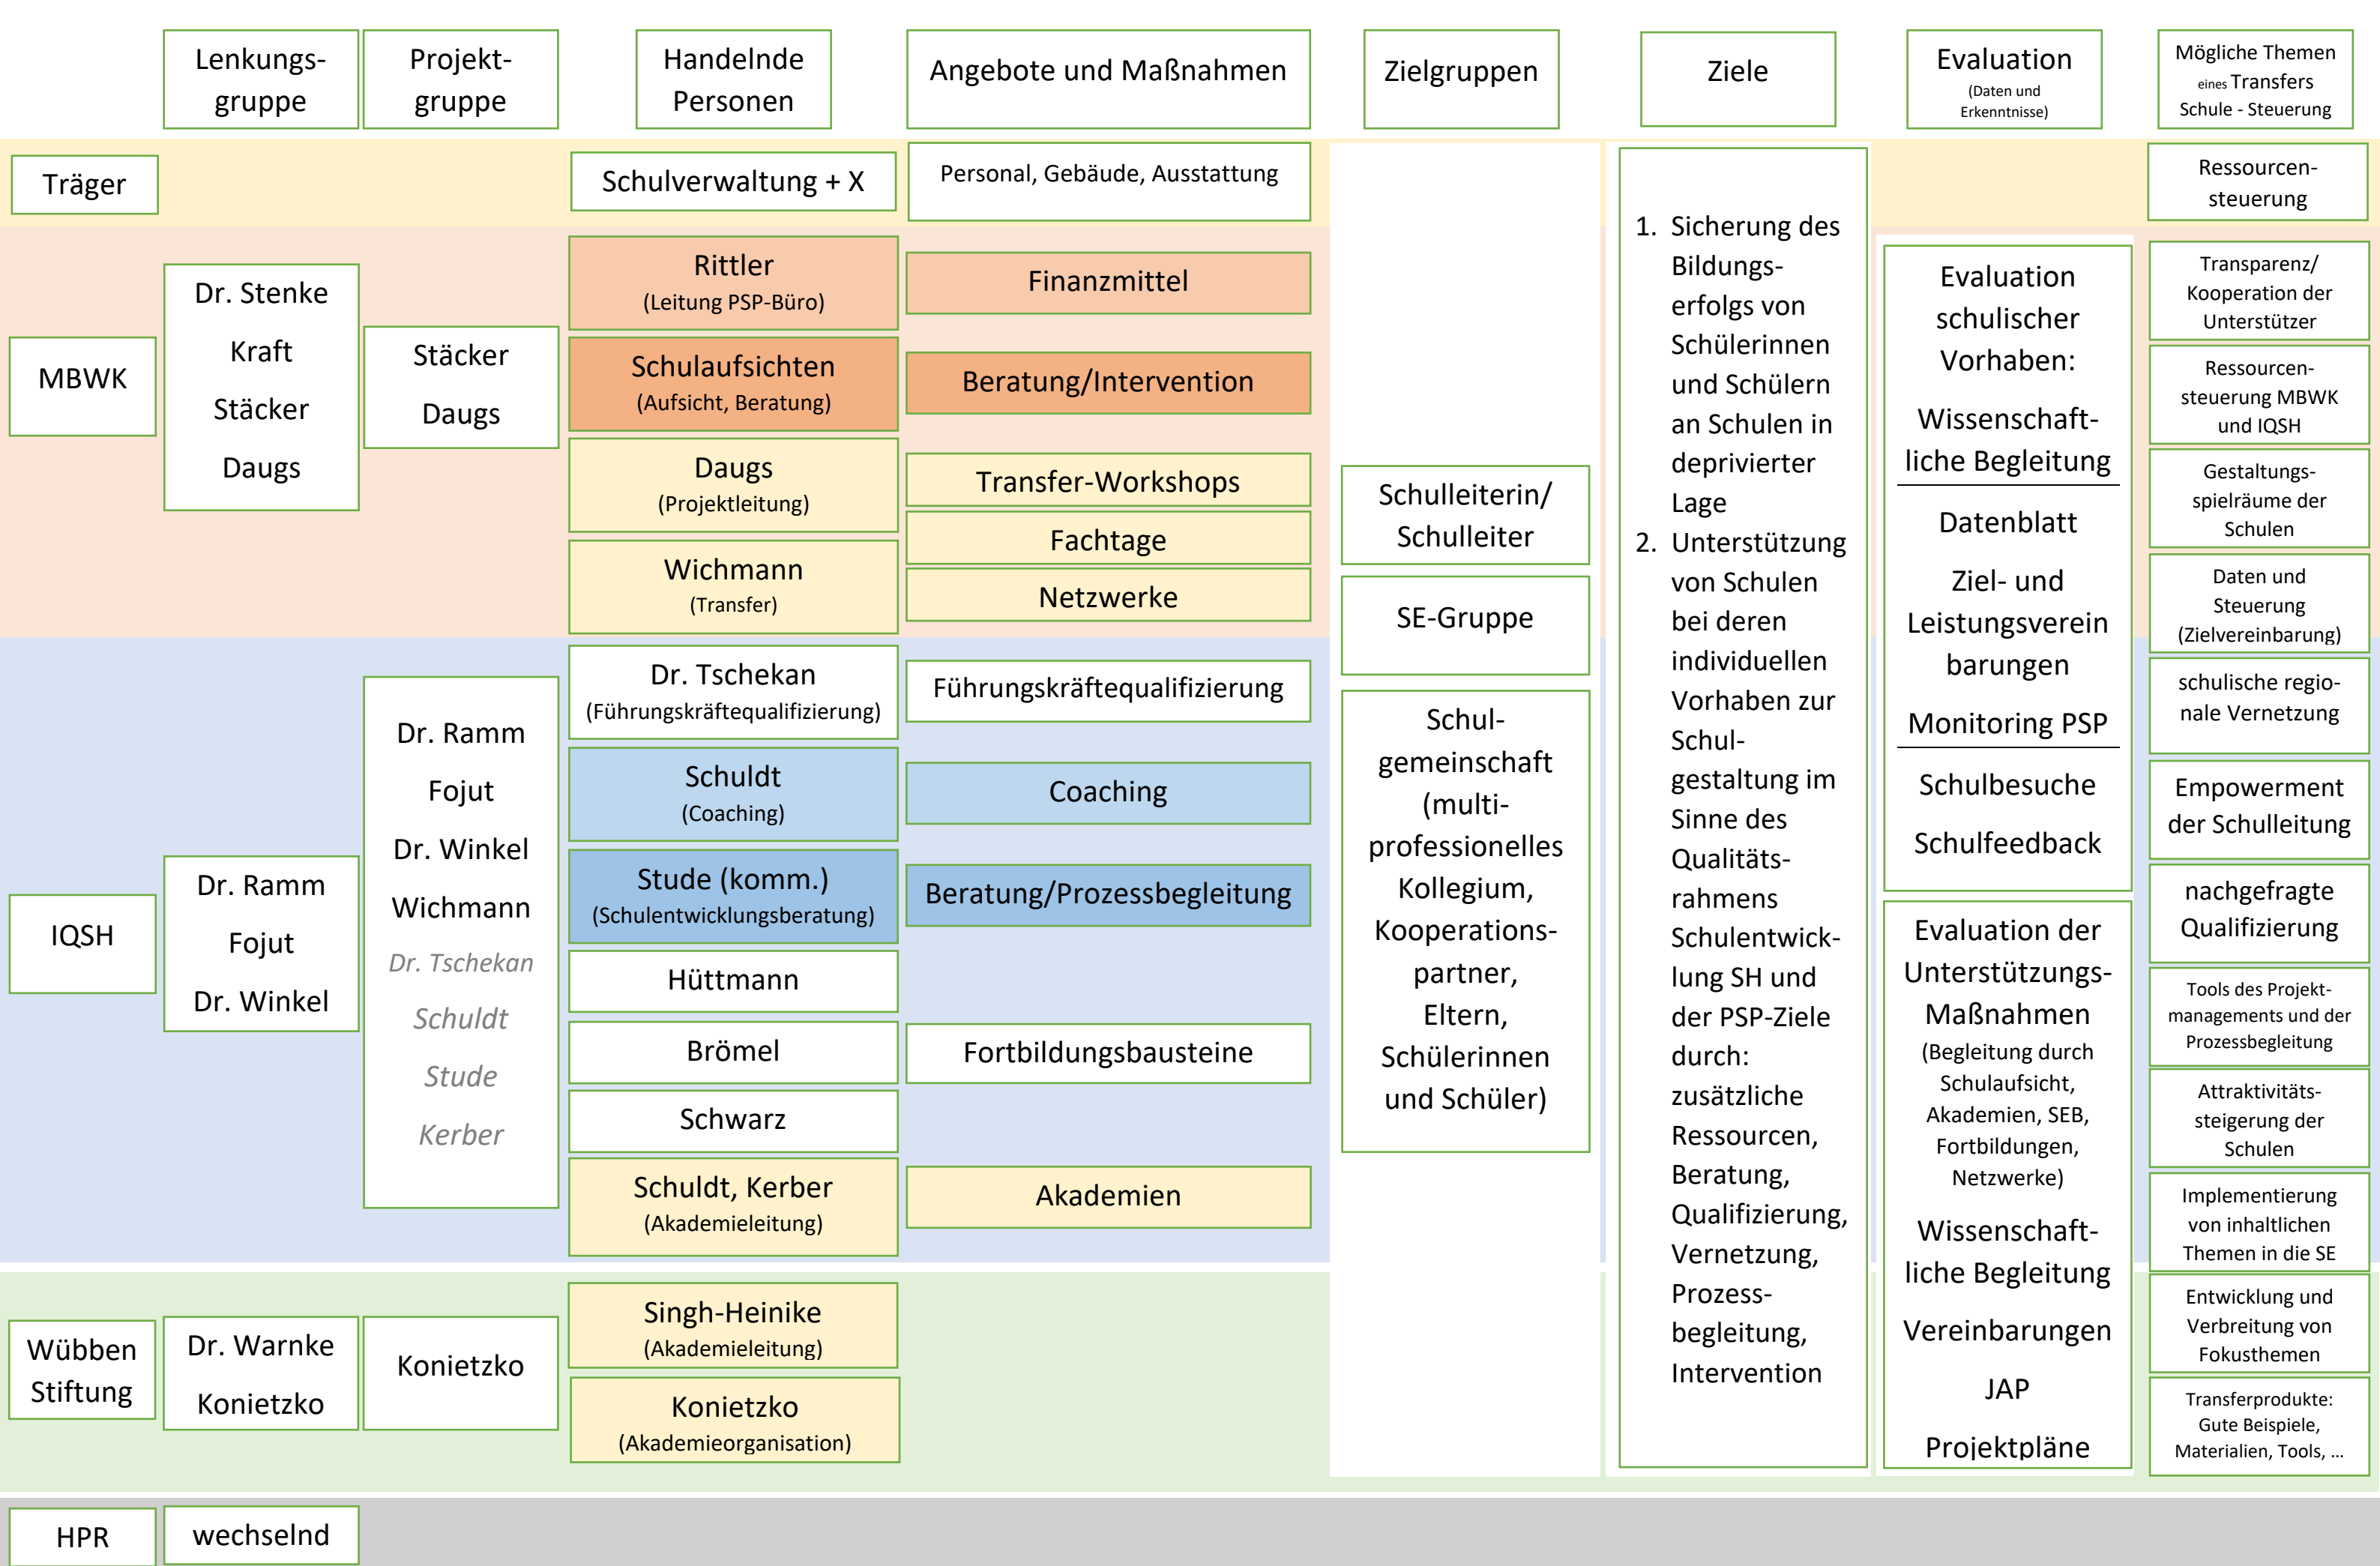 Lenkungs-
gruppe
Projekt-
gruppe
Handelnde
Personen
Angebote und Maßnahmen
Zielgruppen
Ziele
Evaluation
(Daten und
Erkenntnisse)
Mögliche Themen
eines Transfers
Schule - Steuerung
Träger
Schulverwaltung + X
Personal, Gebäude, Ausstattung
Ressourcen-
steuerung
MBWK
Dr. Stenke
Kraft
Stäcker
Daugs
Stäcker
Daugs
Rittler
(Leitung PSP-Büro)
Schulaufsichten
(Aufsicht, Beratung)
Daugs
(Projektleitung)
Wichmann
(Transfer)
Finanzmittel
Beratung/Intervention
Transfer-Workshops
Fachtage
Netzwerke
IQSH
Dr. Ramm
Fojut
Dr. Winkel
Dr. Ramm
Fojut
Dr. Winkel
Wichmann
Dr. Tschekan
Schuldt
Stude
Kerber
Dr. Tschekan
(Führungskräftequalifizierung)
Schuldt
(Coaching)
Stude (komm.)
(Schulentwicklungsberatung)
Hüttmann
Brömel
Schwarz
Schuldt, Kerber
(Akademieleitung)
Führungskräftequalifizierung
Coaching
Beratung/Prozessbegleitung
Fortbildungsbausteine
Akademien
Wübben
Stiftung
Dr. Warnke
Konietzko
Konietzko
Singh-Heinike
(Akademieleitung)
Konietzko
(Akademieorganisation)
HPR
wechselnd
Schulleiterin/
Schulleiter
SE-Gruppe
Schul-
gemeinschaft
(multi-
professionelles
Kollegium,
Kooperations-
partner,
Eltern,
Schülerinnen
und Schüler)
1. Sicherung des
Bildungs-
erfolgs von
Schülerinnen
und Schülern
an Schulen in
deprivierter
Lage
2. Unterstützung
von Schulen
bei deren
individuellen
Vorhaben zur
Schul-
gestaltung im
Sinne des
Qualitäts-
rahmens
Schulentwick-
lung SH und
der PSP-Ziele
durch:
zusätzliche
Ressourcen,
Beratung,
Qualifizierung,
Vernetzung,
Prozess-
begleitung,
Intervention
Evaluation
schulischer
Vorhaben:
Wissenschaft-
liche Begleitung
Datenblatt
Ziel- und
Leistungsverein
barungen
Monitoring PSP
Schulbesuche
Schulfeedback
Evaluation der
Unterstützungs-
Maßnahmen
(Begleitung durch
Schulaufsicht,
Akademien, SEB,
Fortbildungen,
Netzwerke)
Wissenschaft-
liche Begleitung
Vereinbarungen
JAP
Projektpläne
Transparenz/
Kooperation der
Unterstützer
Ressourcen-
steuerung MBWK
und IQSH
Gestaltungs-
spielräume der
Schulen
Daten und
Steuerung
(Zielvereinbarung)
schulische regio-
nale Vernetzung
Empowerment
der Schulleitung
nachgefragte
Qualifizierung
Tools des Projekt-
managements und der
Prozessbegleitung
Attraktivitäts-
steigerung der
Schulen
Implementierung
von inhaltlichen
Themen in die SE
Entwicklung und
Verbreitung von
Fokusthemen
Transferprodukte:
Gute Beispiele,
Materialien, Tools, ...